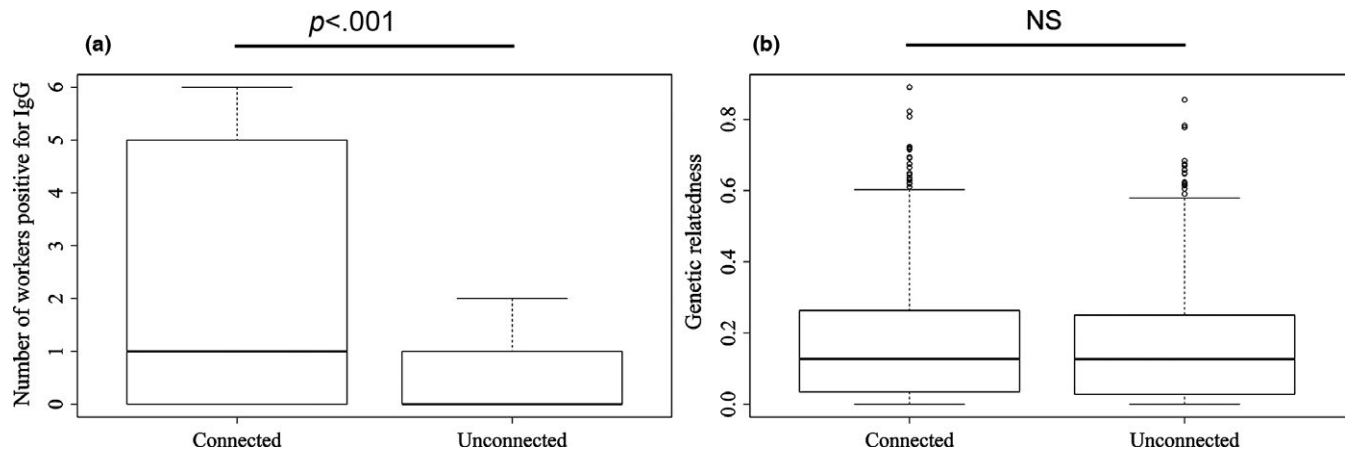 p<.001
(a)
Number of workers positive for IgG
6
5
4
3
2
1
0
Connected
Unconnected
NS
(b)
Genetic relatedness
0.8
0.6
0.4
0.2
0.0
Connected
Unconnected